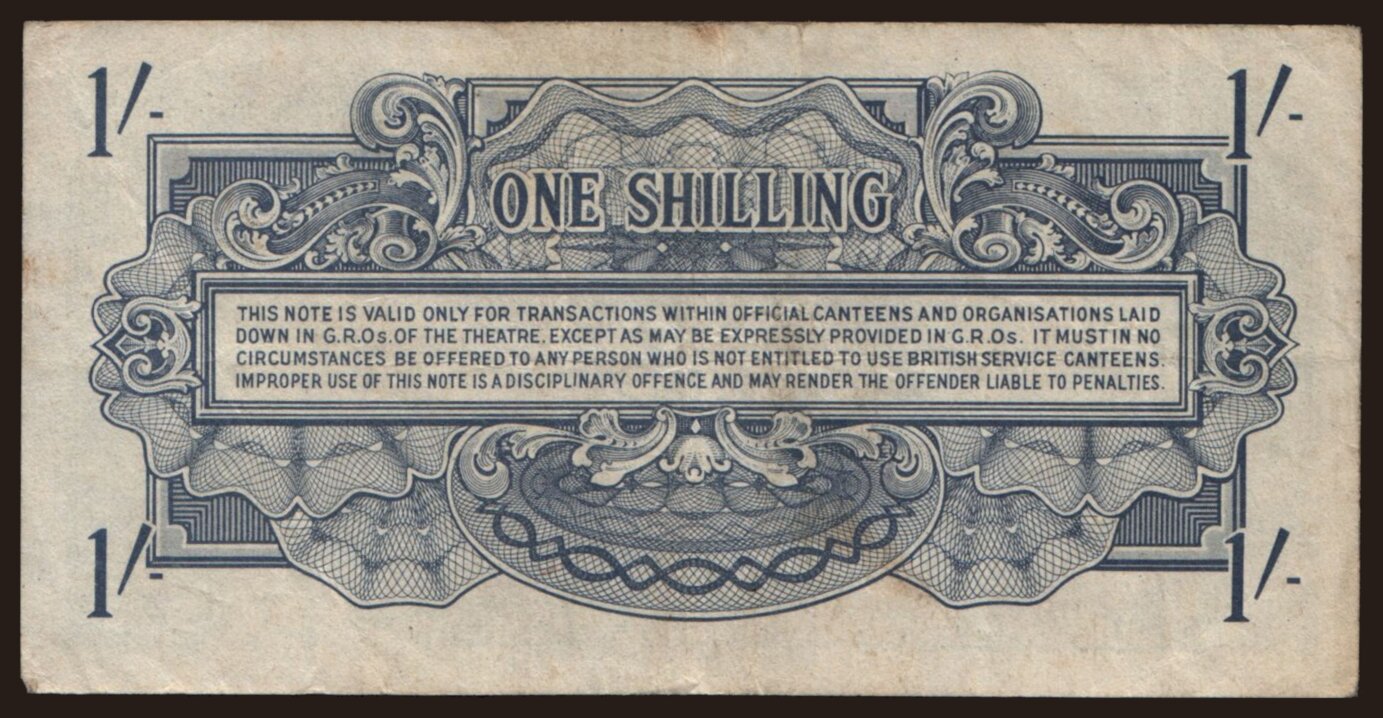 1/- 1/-
ONE SHILLING
THIS NOTE IS VALID ONLY FOR TRANSACTIONS WITHIN OFFICIAL CANTEENS AND ORGANISATIONS LAID
DOWN IN G.R.Os. OF THE THEATRE, EXCEPT AS MAY BE EXPRESSLY PROVIDED IN G.R.Os. IT MUST IN NO
CIRCUMSTANCES BE OFFERED TO ANY PERSON WHO IS NOT ENTITLED TO USE BRITISH SERVICE CANTEENS.
IMPROPER USE OF THIS NOTE IS A DISCIPLINARY OFFENCE AND MAY RENDER THE OFFENDER LIABLE TO PENALTIES.
1/- 1/-